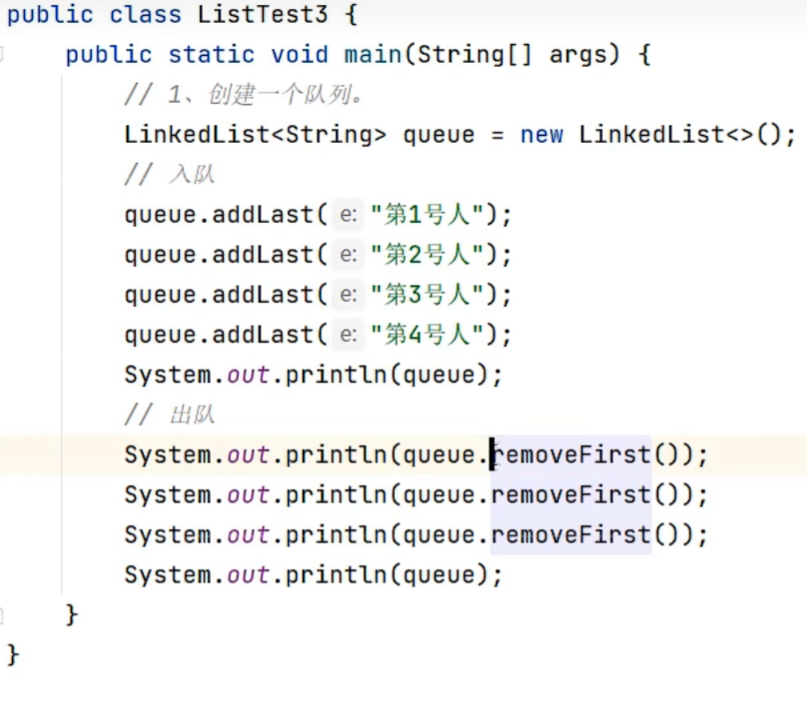 public class ListTest3 {
    public static void main(String[] args) {
        // 1、创建一个队列。
        LinkedList<String> queue = new LinkedList<>();
        // 入队
        queue.addLast( e: "第1号人");
        queue.addLast( e: "第2号人");
        queue.addLast( e: "第3号人");
        queue.addLast( e: "第4号人");
        System.out.println(queue);
        // 出队
        System.out.println(queue.removeFirst());
        System.out.println(queue.removeFirst());
        System.out.println(queue.removeFirst());
        System.out.println(queue);
    }
}